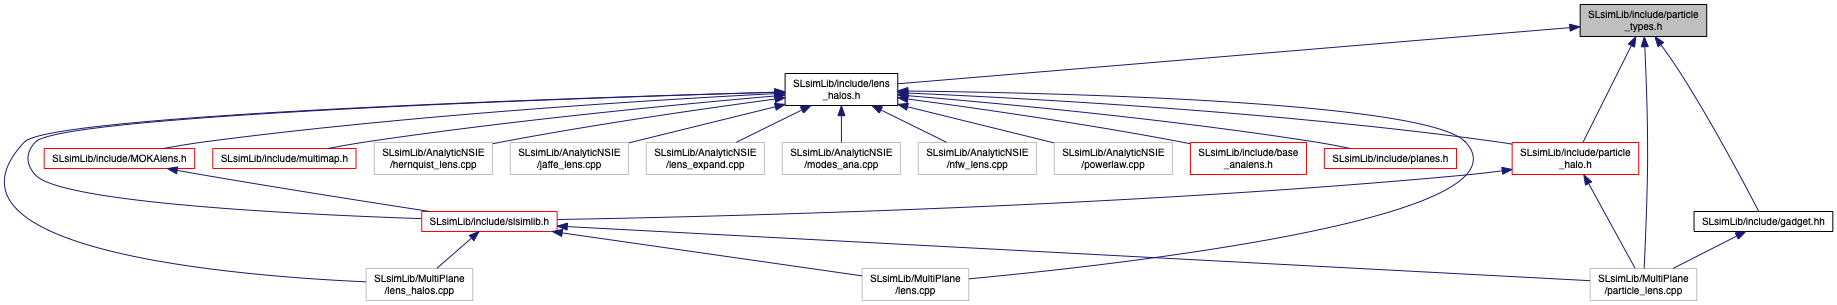 SLsimLib/include/particle
_types.h
SLsimLib/include/lens
_halos.h
SLsimLib/include/MOKAlens.h
SLsimLib/include/multimap.h
SLsimLib/AnalyticNSIE
/hernquist_lens.cpp
SLsimLib/AnalyticNSIE
/jaffe_lens.cpp
SLsimLib/AnalyticNSIE
/lens_expand.cpp
SLsimLib/AnalyticNSIE
/modes_ana.cpp
SLsimLib/AnalyticNSIE
/nfw_lens.cpp
SLsimLib/AnalyticNSIE
/powerlaw.cpp
SLsimLib/include/base
_analens.h
SLsimLib/include/planes.h
SLsimLib/include/particle
_halo.h
SLsimLib/include/slsimlib.h
SLsimLib/include/gadget.hh
SLsimLib/MultiPlane
/lens_halos.cpp
SLsimLib/MultiPlane
/lens.cpp
SLsimLib/MultiPlane
/particle_lens.cpp